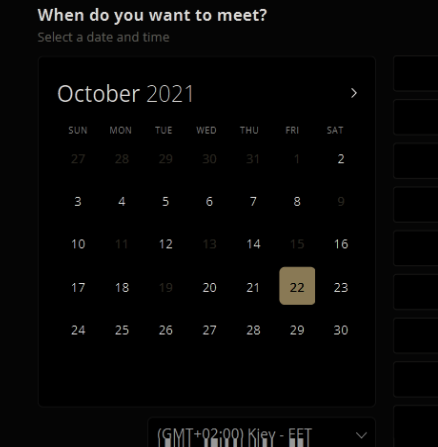 When do you want to meet?
Select a date and time
October 2021
SUN MON TUE WED THU FRI SAT
27 28 29 30 31 1 2
3 4 5 6 7 8 9
10 11 12 13 14 15 16
17 18 19 20 21 22 23
24 25 26 27 28 29 30
(GMT+02:00) Kiev - EET